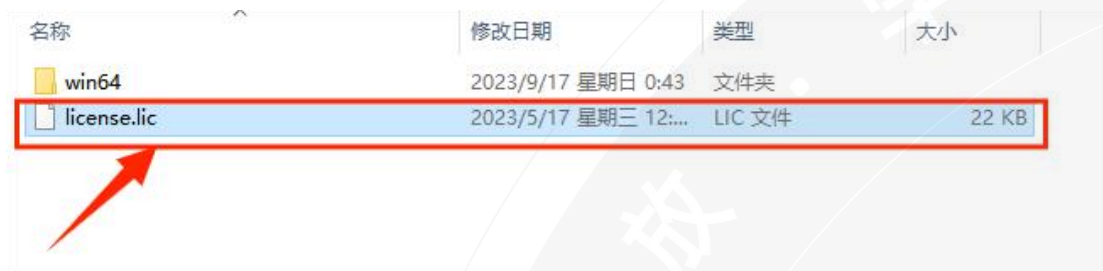 名称 修改日期 类型 大小
win64 2023/9/17 星期日 0:43 文件夹
license.lic 2023/5/17 星期三 12:... LIC 文件 22 KB
放